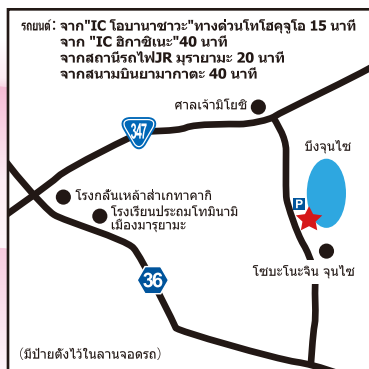 รถยนต์: จาก"IC โอบานาซาวะ"ทางด่วนโทโฮคุจูโอ 15 นาที
จาก "IC ฮิกาชิเนะ"40 นาที
จากสถานีรถไฟJR มุรายามะ 20 นาที
จากสนามบินยามากาตะ 40 นาที
ศาลเจ้ามิโยชิ
347
บึงจุนไซ
P
โรงกลั่นเหล้าสาเกทาคากิ
โรงเรียนประถมโทมินามิ
เมืองมารุยามะ
โซบะโนะจิน จุนไซ
36
(มีป้ายตั้งไว้ในลานจอดรถ)